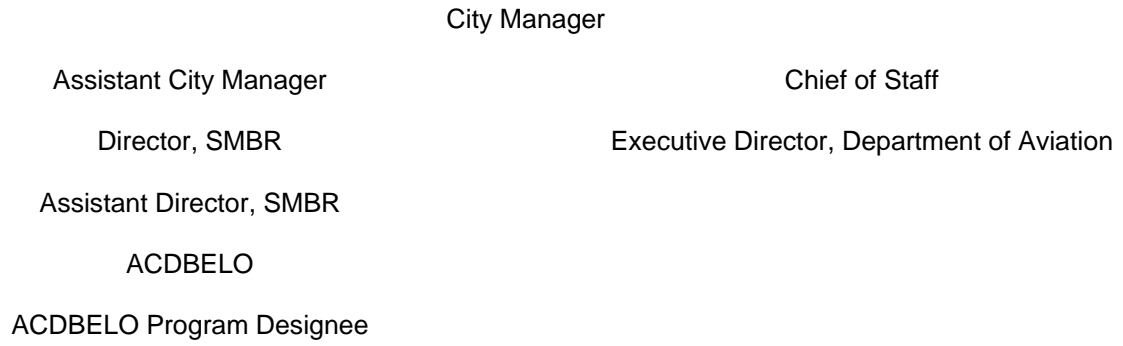 City Manager
Assistant City Manager
Chief of Staff
Director, SMBR
Executive Director, Department of Aviation
Assistant Director, SMBR
ACDBELO
ACDBELO Program Designee